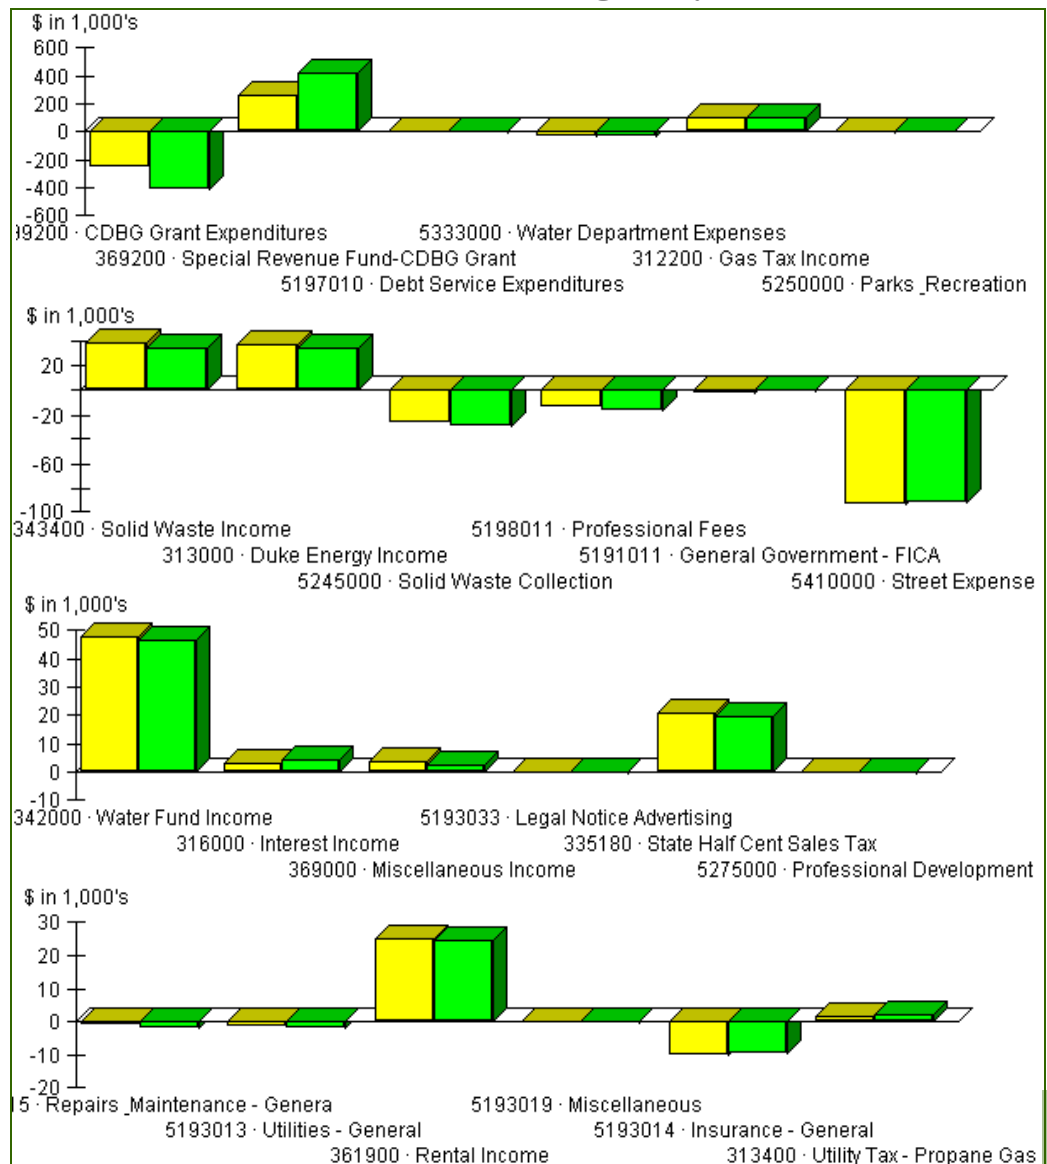 $ in 1,000's
600
400
200
0
-200
-400
-600
99200 · CDBG Grant Expenditures
5333000 · Water Department Expenses
369200 · Special Revenue Fund-CDBG Grant
312200 · Gas Tax Income
5197010 · Debt Service Expenditures
5250000 · Parks _Recreation
$ in 1,000's
20
-20
-60
-100
343400 · Solid Waste Income
5198011 · Professional Fees
313000 · Duke Energy Income
5191011 · General Government - FICA
5245000 · Solid Waste Collection
5410000 · Street Expense
$ in 1,000's
50
40
30
20
10
0
-10
342000 · Water Fund Income
5193033 · Legal Notice Advertising
316000 · Interest Income
335180 · State Half Cent Sales Tax
369000 · Miscellaneous Income
5275000 · Professional Development
$ in 1,000's
30
20
10
0
-10
-20
15 · Repairs _Maintenance - Genera
5193019 · Miscellaneous
5193013 · Utilities - General
5193014 · Insurance - General
361900 · Rental Income
313400 · Utility Tax - Propane Gas